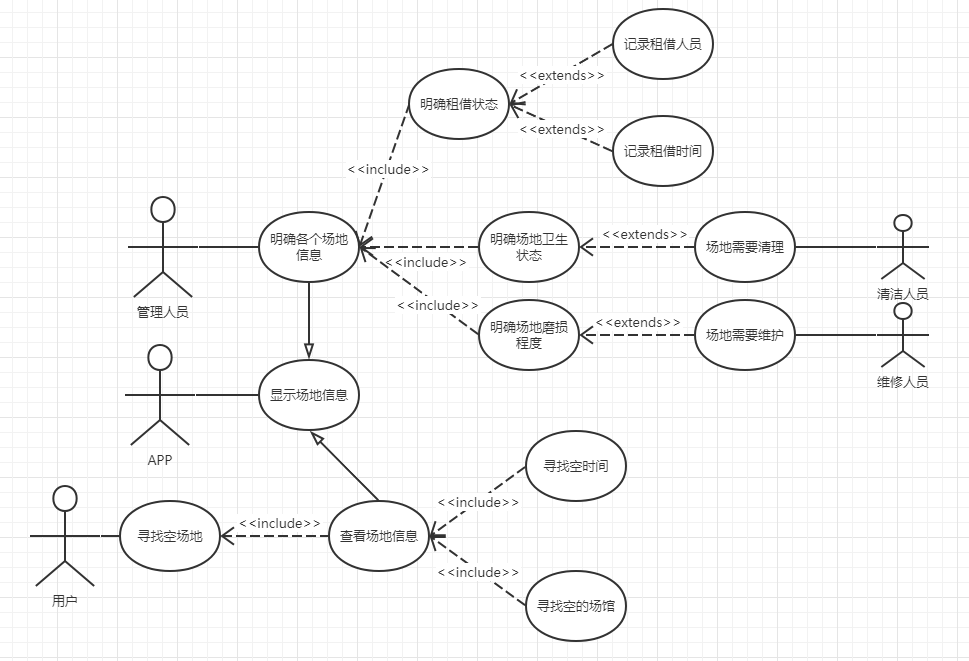 记录租借人员
<<extends>>
明确租借状态
<<extends>>
记录租借时间
<<include>>
明确各个场地
信息
<<include>>
明确场地卫生
状态
<<extends>>
场地需要清理
清洁人员
管理人员
<<include>>
明确场地磨损
程度
<<extends>>
场地需要维护
维修人员
显示场地信息
APP
寻找空时间
<<include>>
用户
寻找空场地
<<include>>
查看场地信息
<<include>>
寻找空的场馆